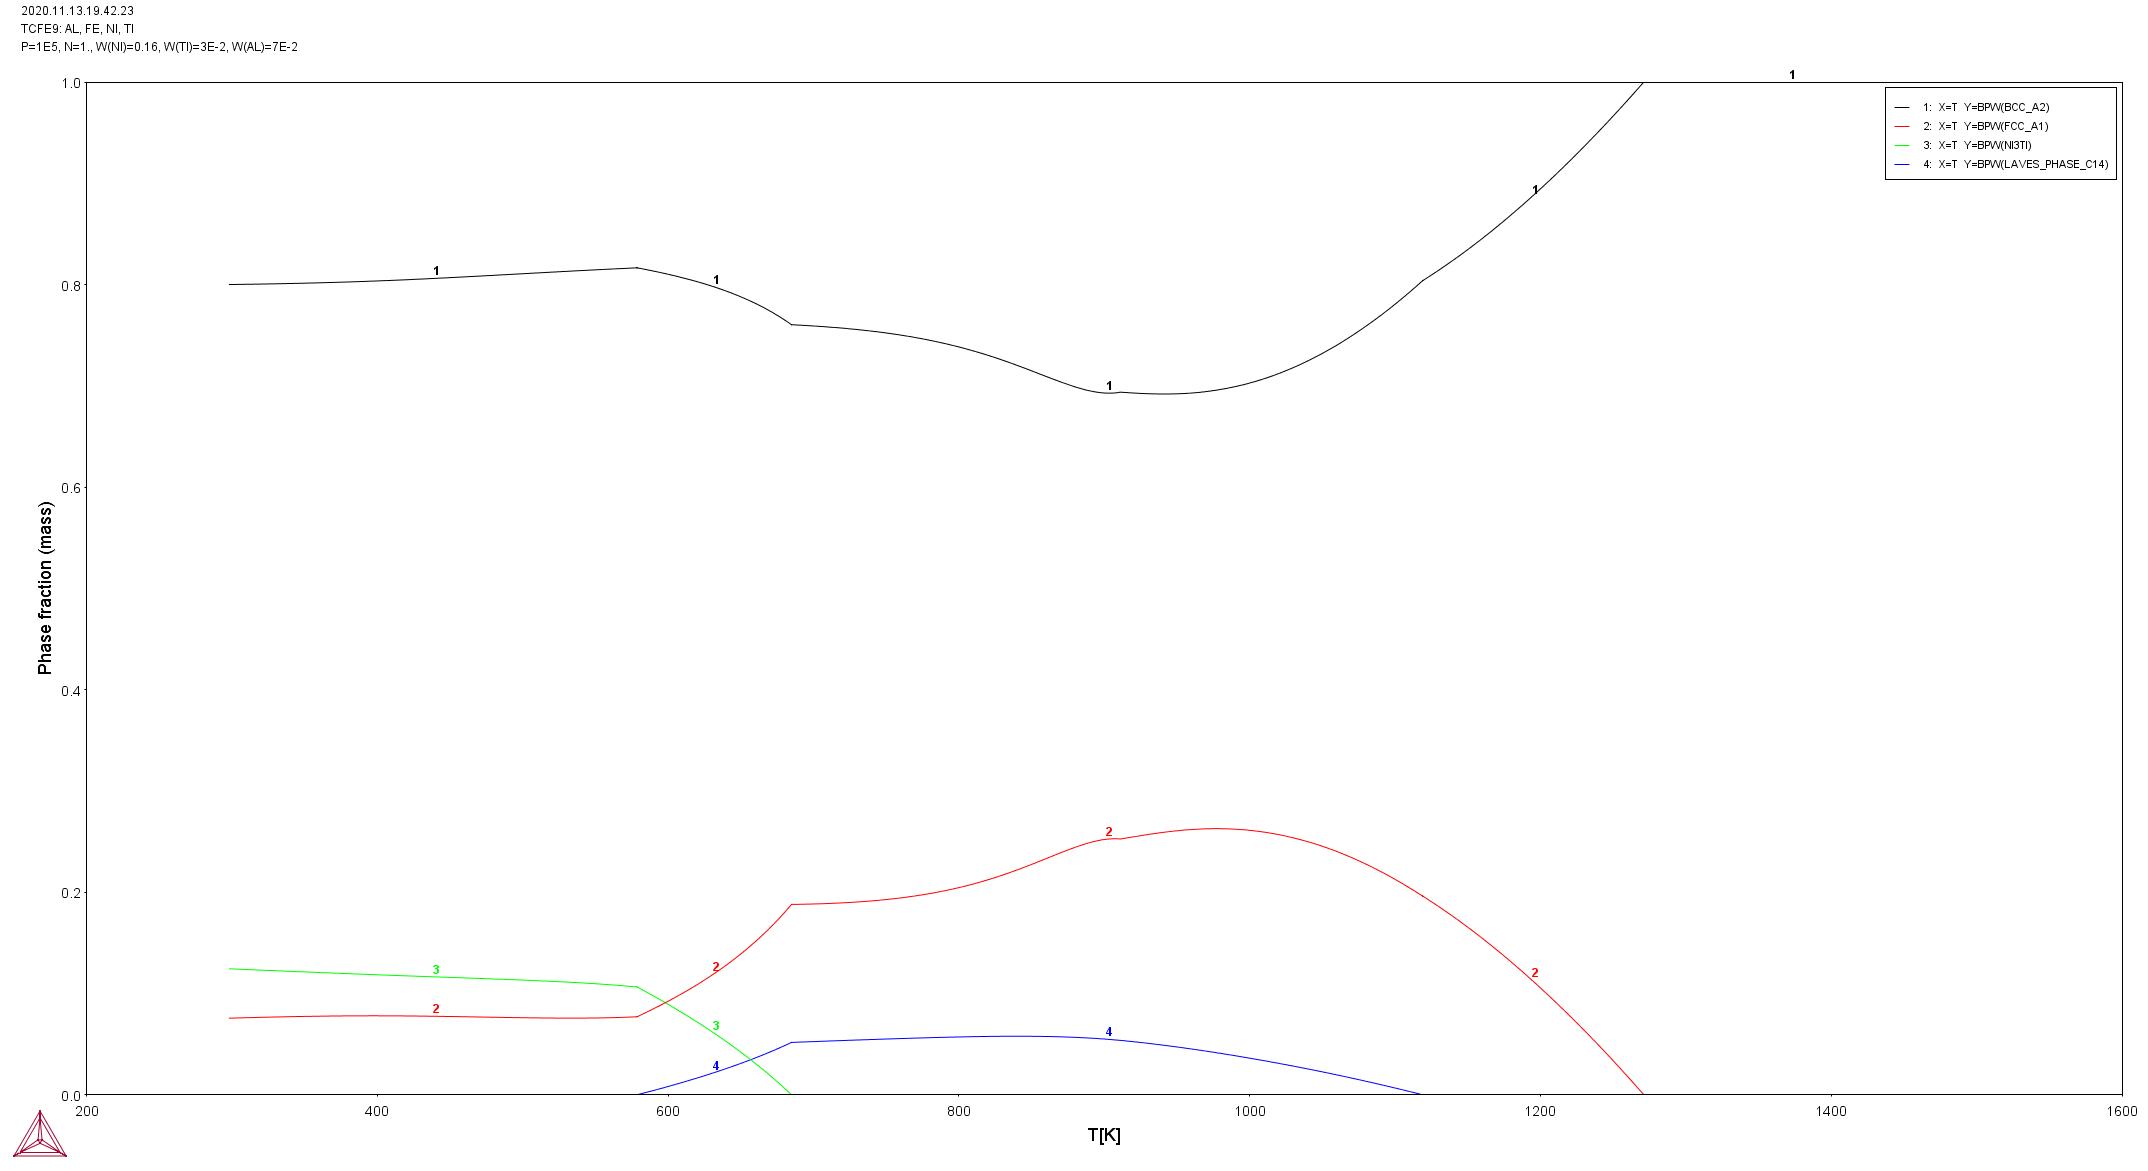 2020.11.13.19.42.23
TCFE9: AL, FE, NI, TI
P=1E5, N=1., W(NI)=0.16, W(TI)=3E-2, W(AL)=7E-2
1
1.0
1: X=T Y=BPW(BCC_A2)
2: X=T Y=BPW(FCC_A1)
3: X=T Y=BPW(NI3TI)
4: X=T Y=BPW(LAVES_PHASE_C14)
1
1
1
0.8
1
0.6
Phase fraction (mass)
0.4
2
0.2
3
2
2
2
3
4
4
0.0
200 400 600 800 1000 1200 1400 1600
T[K]